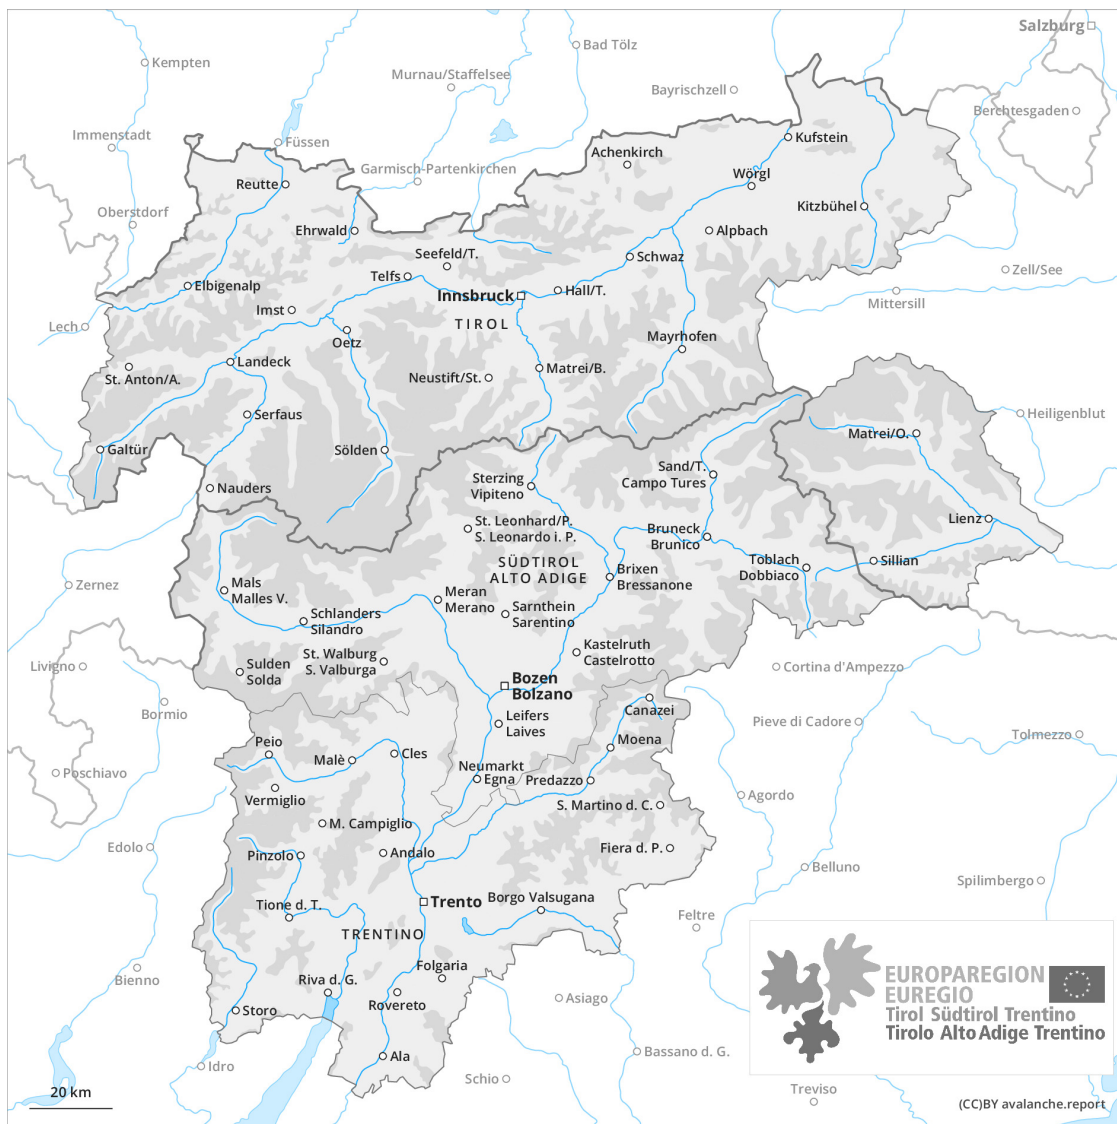 Salzburg
Bad Tölz
Kempten
Murnau/Staffelsee
Bayrischzell
Berchtesgaden
Immenstadt
Füssen
Kufstein
Achenkirch
Garmisch-Partenkirchen
Wörgl
Reutte
Kitzbühel
Oberstdorf
Ehrwald
Alpbach
Seefeld/T.
Schwaz
Telfs
Zell/See
Elbigenalp
Hall/T.
Innsbruck
Mittersill
Imst
TIROL
Lech
Oetz
Mayrhofen
Landeck
Matrei/B.
St. Anton/A.
Neustift/St.
Serfaus
Heiligenblut
Matrei/O.
Galtür
Sölden
Sand/T.
Campo Tures
Sterzing
Vipiteno
Nauders
Lienz
St. Leonhard/P.
S. Leonardo i. P.
Bruneck
Brunico
SÜDTIROL
ALTO ADIGE
Toblach
Dobbiaco
Sillian
Brixen
Bressanone
Zernez
Mals
Malles V.
Meran
Merano
Sarnthein
Sarentino
Schlanders
Silandro
Kastelruth
Castelrotto
St. Walburg
S. Valburga
Livigno
Sulden
Solda
Cortina d'Ampezzo
Bozen
Bolzano
Bormio
Canazei
Leifers
Laives
Pieve di Cadore
Tolmezzo
Peio
Moena
Malè
Cles
Neumarkt
Egna
Poschiavo
Predazzo
Vermiglio
Agordo
S. Martino d. C.
M. Campiglio
Edolo
Pinzolo
Andalo
Fiera d. P.
Belluno
Spilimbergo
Trento
Borgo Valsugana
Tione d. T.
Feltre
TRENTINO
Bienno
Folgaria
Riva d. G.
Rovereto
Asiago
Storo
EUROPAREGION
EUREGIO
Tirol Südtirol Trentino
Tirolo Alto Adige Trentino
Ala
Bassano d. G.
Idro
Schio
Treviso
20 km
(CC)BY avalanche.report